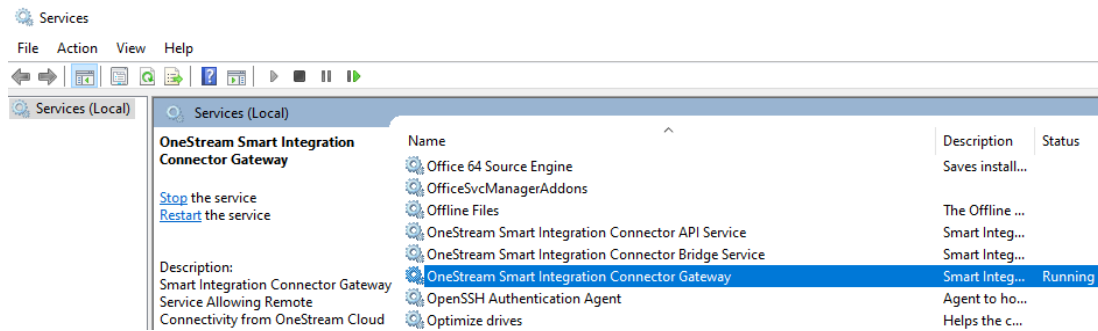 Services
File Action View Help
Services (Local)
Services (Local)
OneStream Smart Integration
Connector Gateway
Stop the service
Restart the service
Description:
Smart Integration Connector Gateway
Service Allowing Remote
Connectivity from OneStream Cloud
Name Description Status
Office 64 Source Engine Saves install...
OfficeSvcManagerAddons
Offline Files The Offline ...
OneStream Smart Integration Connector API Service Smart Integ...
OneStream Smart Integration Connector Bridge Service Smart Integ...
OneStream Smart Integration Connector Gateway Smart Integ... Running
OpenSSH Authentication Agent Agent to ho...
Optimize drives Helps the c...